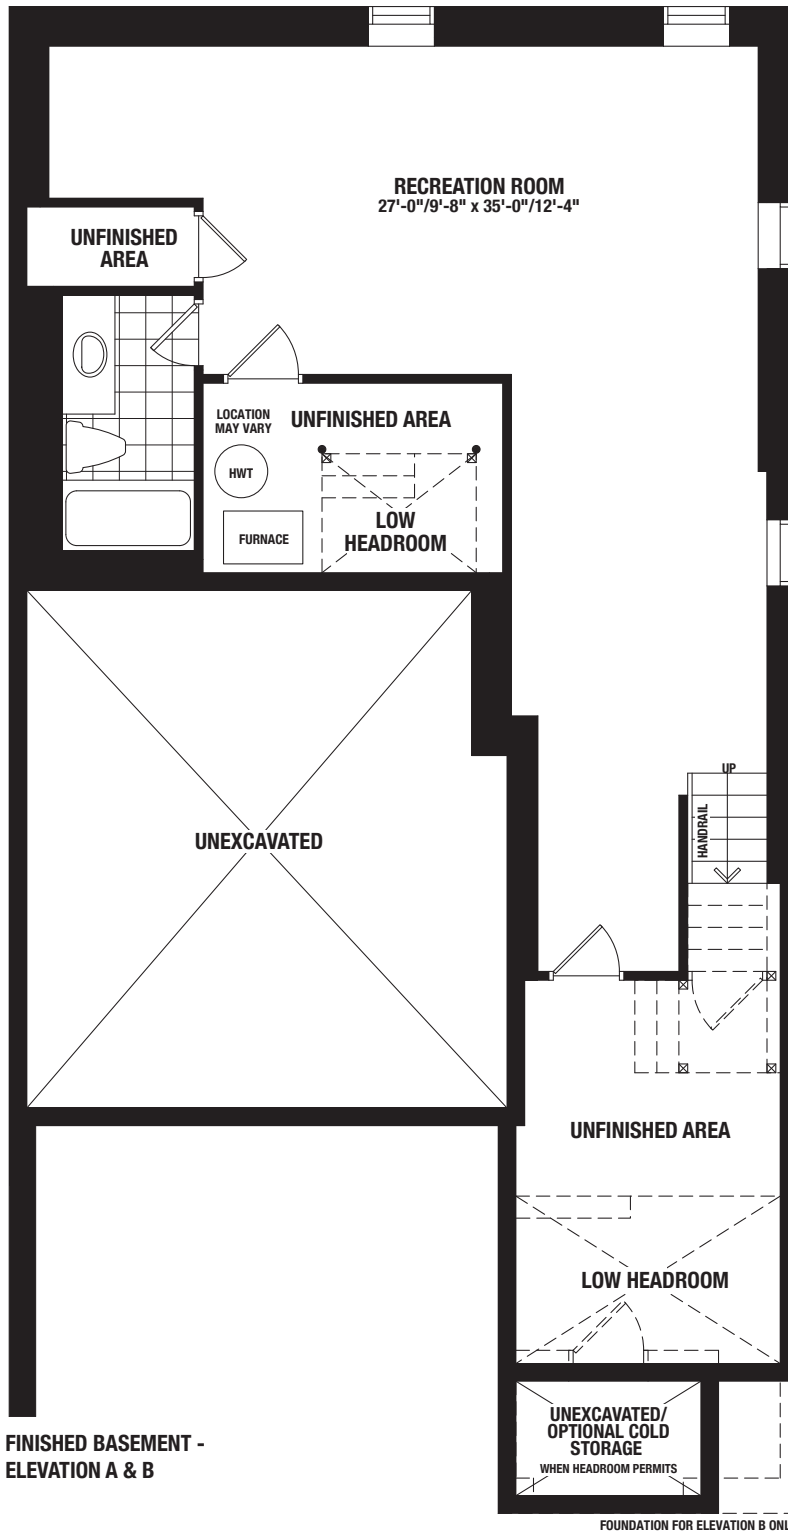 RECREATION ROOM
27'-0"/9'-8" x 35'-0"/12'-4"
UNFINISHED
AREA
LOCATION
MAY VARY
UNFINISHED AREA
HWT
LOW
HEADROOM
FURNACE
UNEXCAVATED
UP
HANDRAIL
UNFINISHED AREA
LOW HEADROOM
UNEXCAVATED/
OPTIONAL COLD
STORAGE
WHEN HEADROOM PERMITS
FINISHED BASEMENT -
ELEVATION A & B
FOUNDATION FOR ELEVATION B ONL